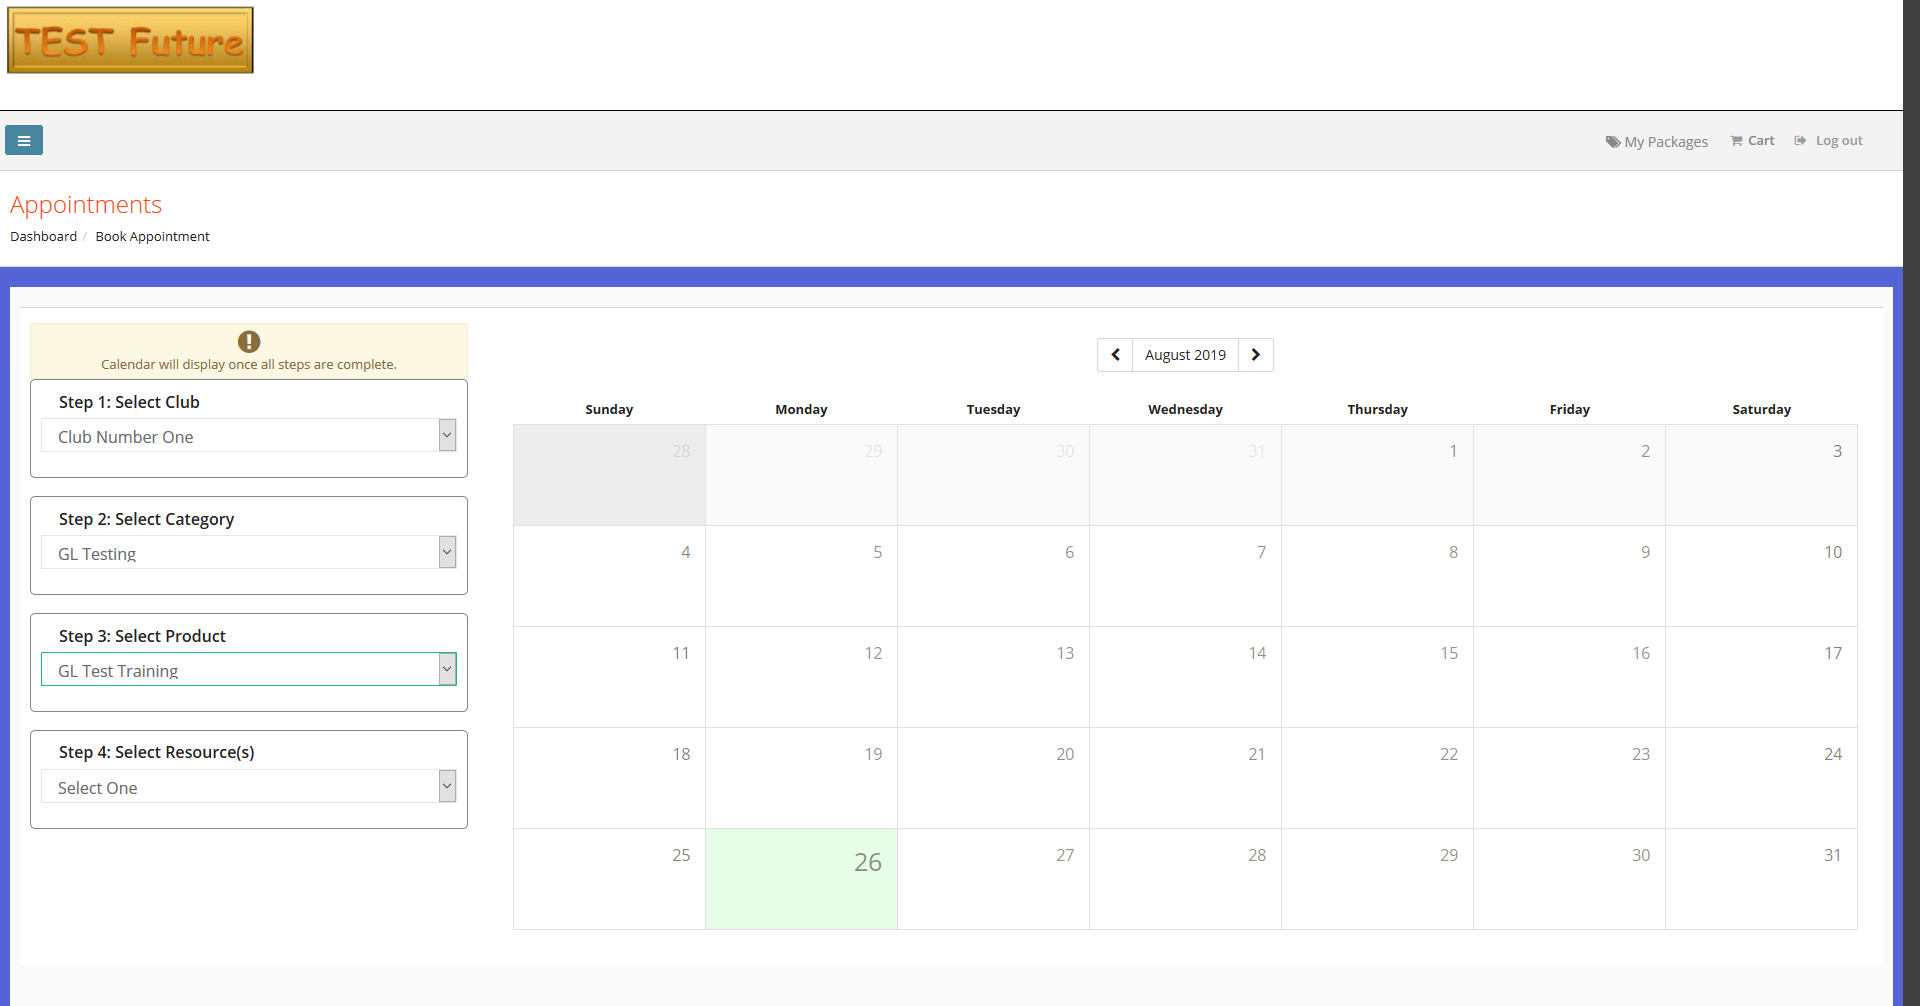 TEST Future
My Packages Cart Log out
Appointments
Dashboard / Book Appointment
Calendar will display once all steps are complete.
Step 1: Select Club
Club Number One
Step 2: Select Category
GL Testing
Step 3: Select Product
GL Test Training
Step 4: Select Resource(s)
Select One
August 2019
Sunday Monday Tuesday Wednesday Thursday Friday Saturday
28 29 30 31 1 2 3
4 5 6 7 8 9 10
11 12 13 14 15 16 17
18 19 20 21 22 23 24
25 26 27 28 29 30 31